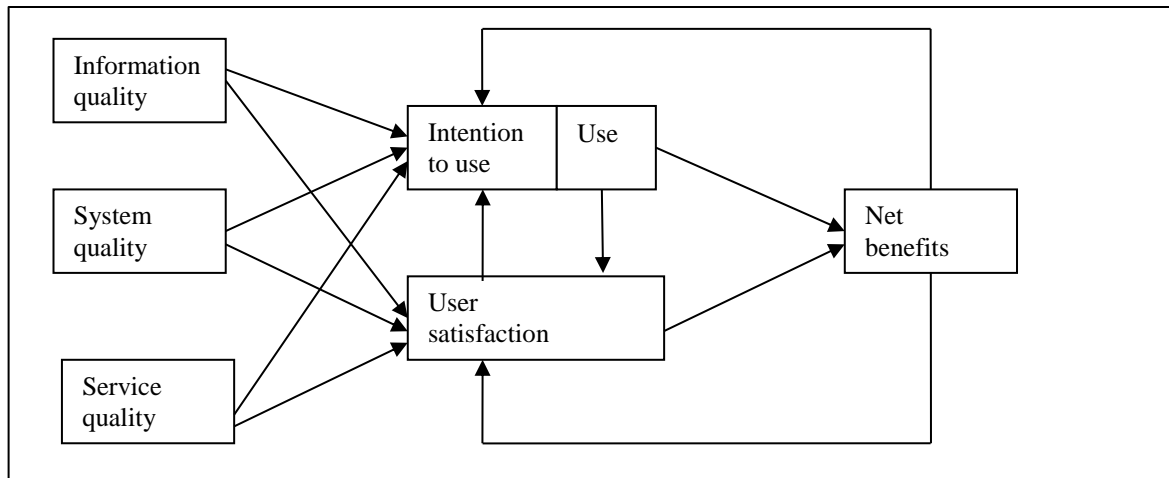 Information
quality
Intention
to use
Use
System
quality
Net
benefits
User
satisfaction
Service
quality